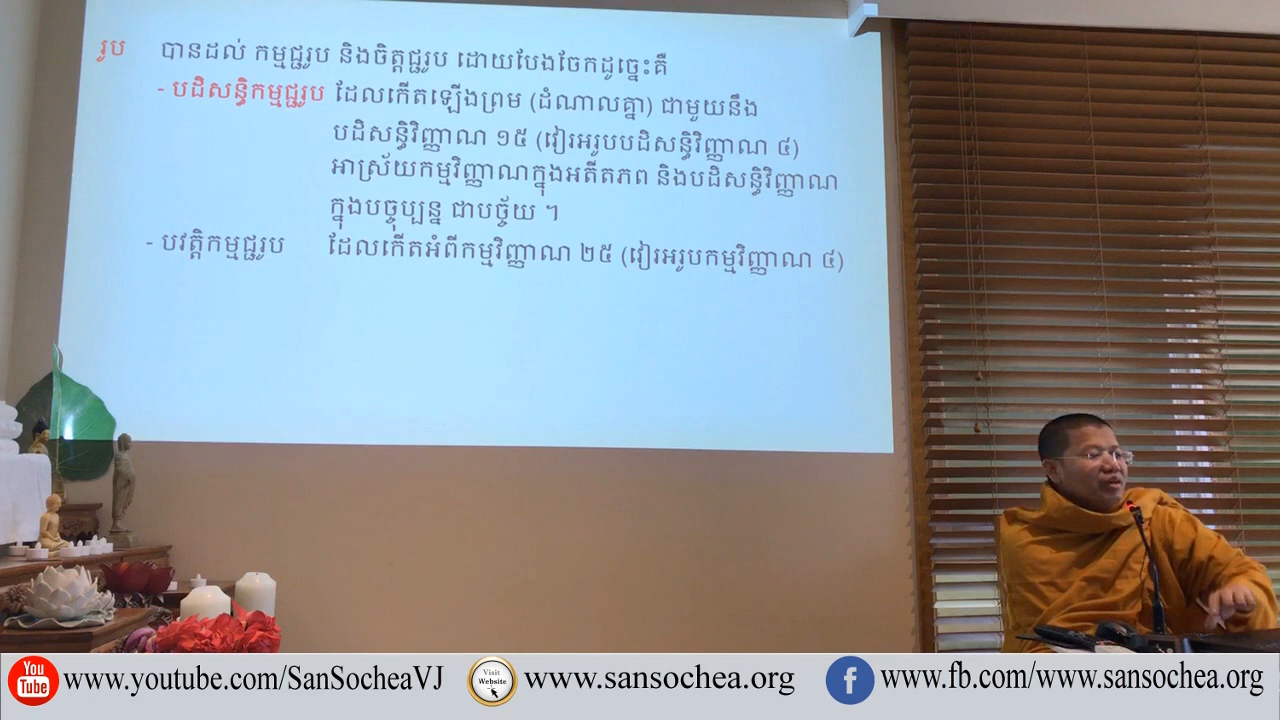 រូប បានដល់ កម្មជ្ជរូប និងចិត្តជ្ជរូប ដោយបែងចែកដូច្នេះគឺ
- បដិសន្ធិកម្មជ្ជរូប ដែលកើតឡើងព្រម (ដំណាលគ្នា) ជាមួយនឹង
បដិសន្ធិវិញ្ញាណ ១៥ (វៀរអរូបបដិសន្ធិវិញ្ញាណ ៤)
អាស្រ័យកម្មវិញ្ញាណក្នុងអតីតភព និងបដិសន្ធិវិញ្ញាណ
ក្នុងបច្ចុប្បន្ន ជាបច្ច័យ ។
- បវត្តិកម្មជ្ជរូប ដែលកើតអំពីកម្មវិញ្ញាណ ២៥ (វៀរអរូបកម្មវិញ្ញាណ ៤)
You Tube www.youtube.com/SanSocheaVJ Visit Website www.sansochea.org f www.fb.com/www.sansochea.org